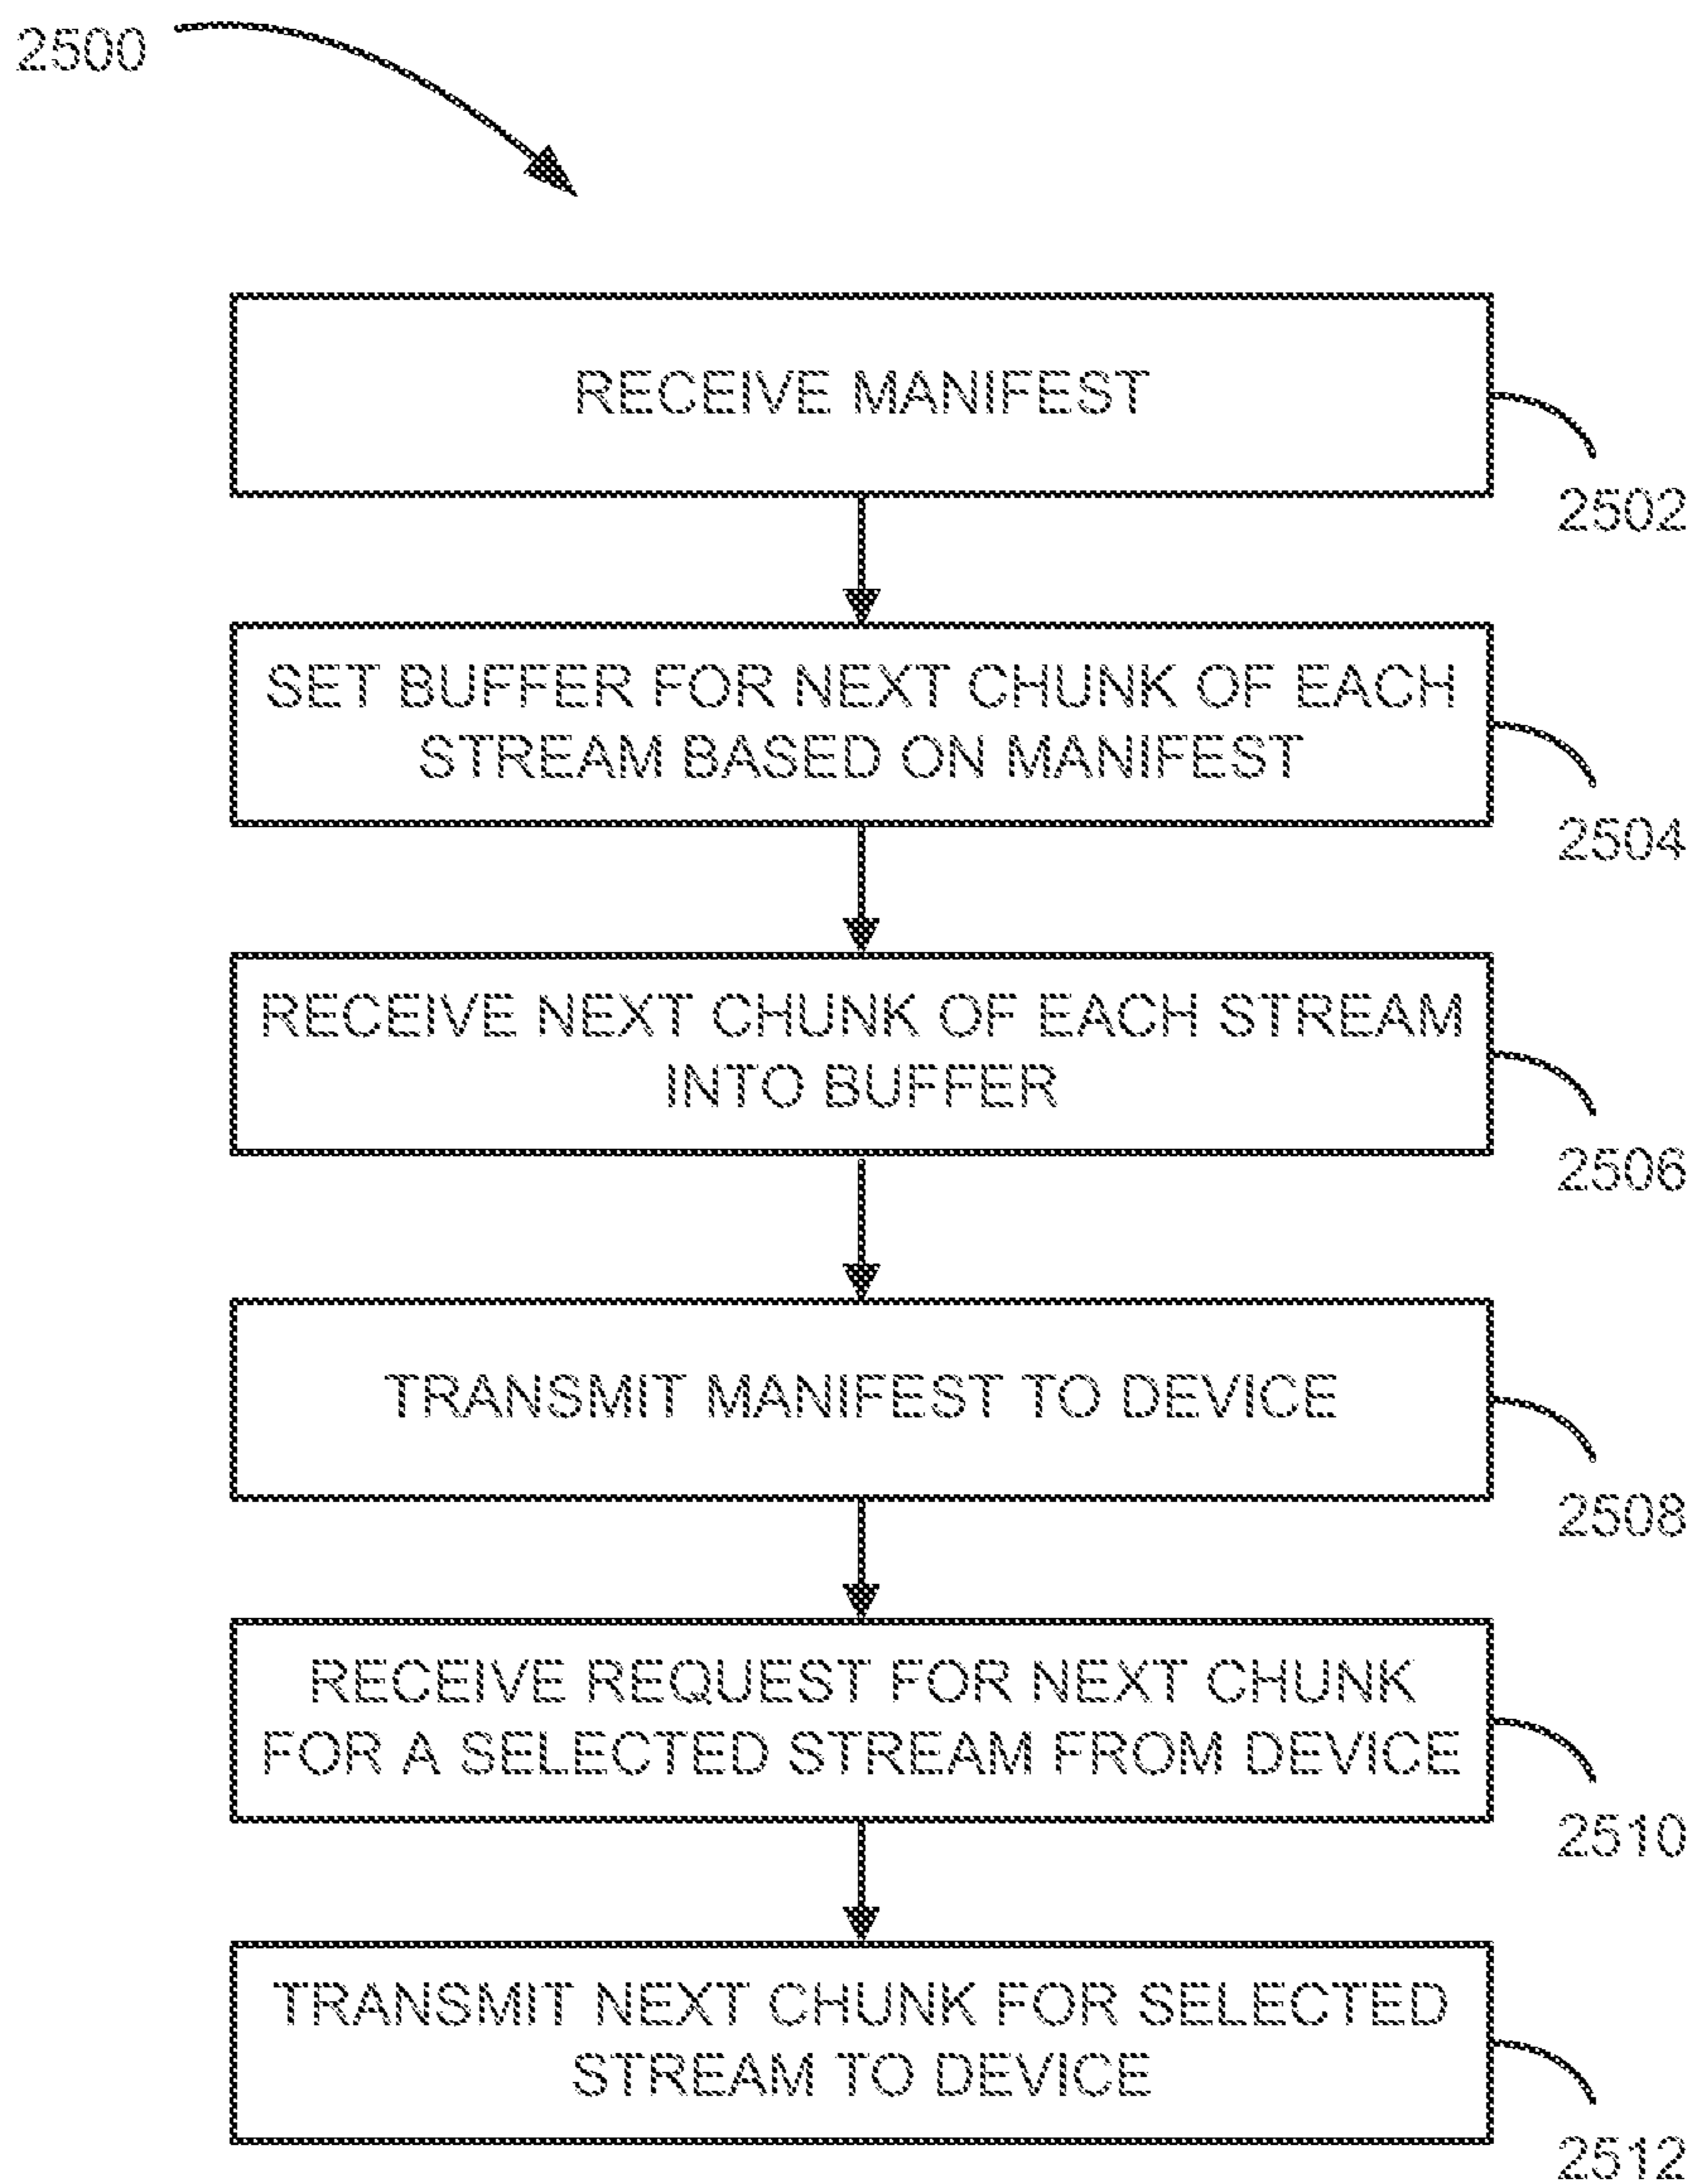 2500
RECEIVE MANIFEST
2502
SET BUFFER FOR NEXT CHUNK OF EACH
STREAM BASED ON MANIFEST
2504
RECEIVE NEXT CHUNK OF EACH STREAM
INTO BUFFER
2506
TRANSMIT MANIFEST TO DEVICE
2508
RECEIVE REQUEST FOR NEXT CHUNK
FOR A SELECTED STREAM FROM DEVICE
2510
TRANSMIT NEXT CHUNK FOR SELECTED
STREAM TO DEVICE
2512